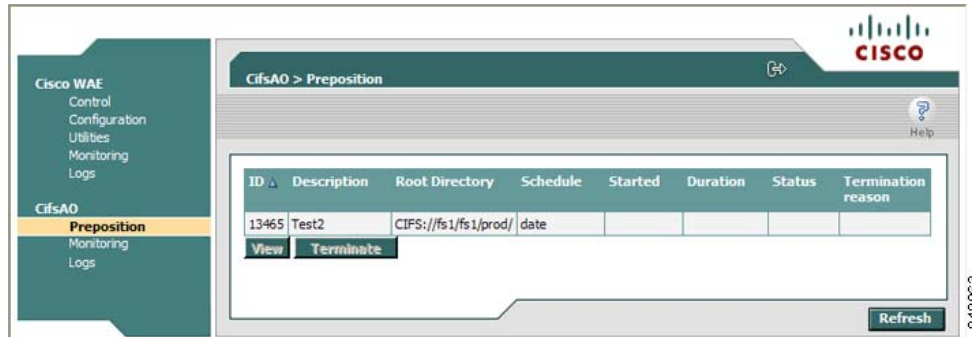 CISCO
Cisco WAE
Control
Configuration
Utilities
Monitoring
Logs
CifsAO
Preposition
Monitoring
Logs
CifsAO > Preposition
Help
ID Description Root Directory Schedule Started Duration Status Termination reason
13465 Test2 CIFS://fs1/fs1/prod/ date
View Terminate
Refresh